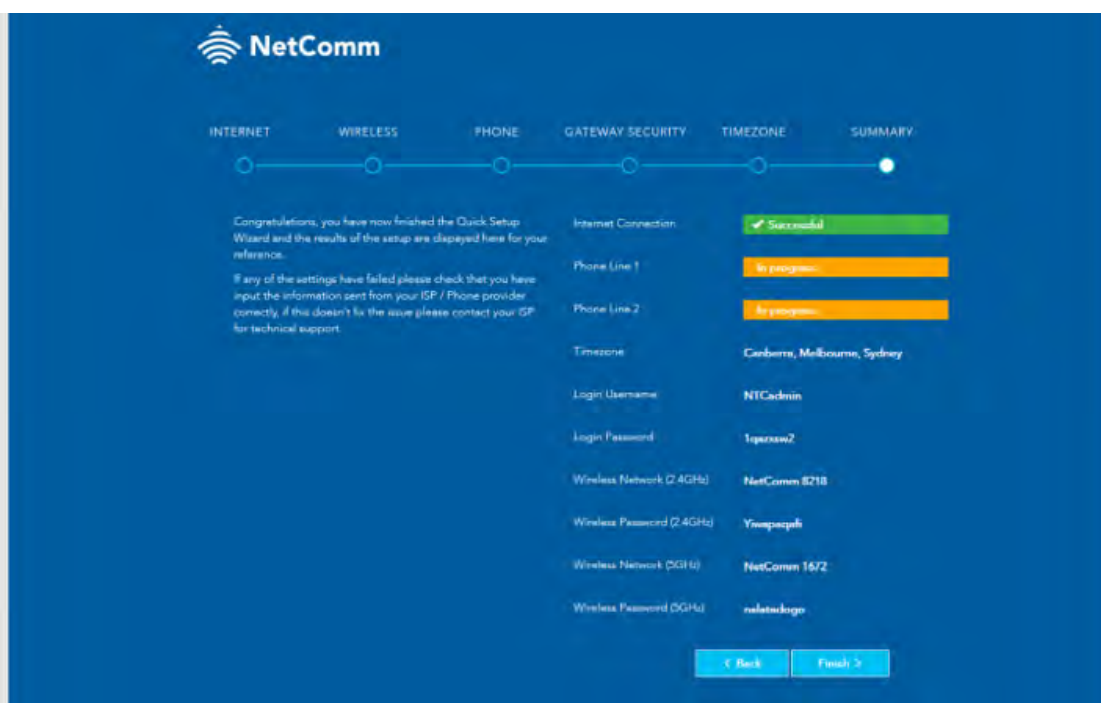 NetComm
INTERNET WIRELESS PHONE GATEWAY SECURITY TIMEZONE SUMMARY
Congratulations, you have now finished the Quick Setup
Wizard and the results of the setup are dispayed here for your
reference.
If any of the settings have failed please check that you have
input the information sent from your ISP / Phone provider
correctly, if this doesn't fix the issue please contact your ISP
for technical support.
Internet Connection ✔ Successful
Phone Line 1 In progress...
Phone Line 2 In progress...
Timezone Canberra, Melbourne, Sydney
Login Username NTCadmin
Login Password
Wireless Network (2.4GHz) NetComm 8218
Wireless Password (2.4GHz)
Wireless Network (5GHz) NetComm 1672
Wireless Password (5GHz)
< Back Finish >